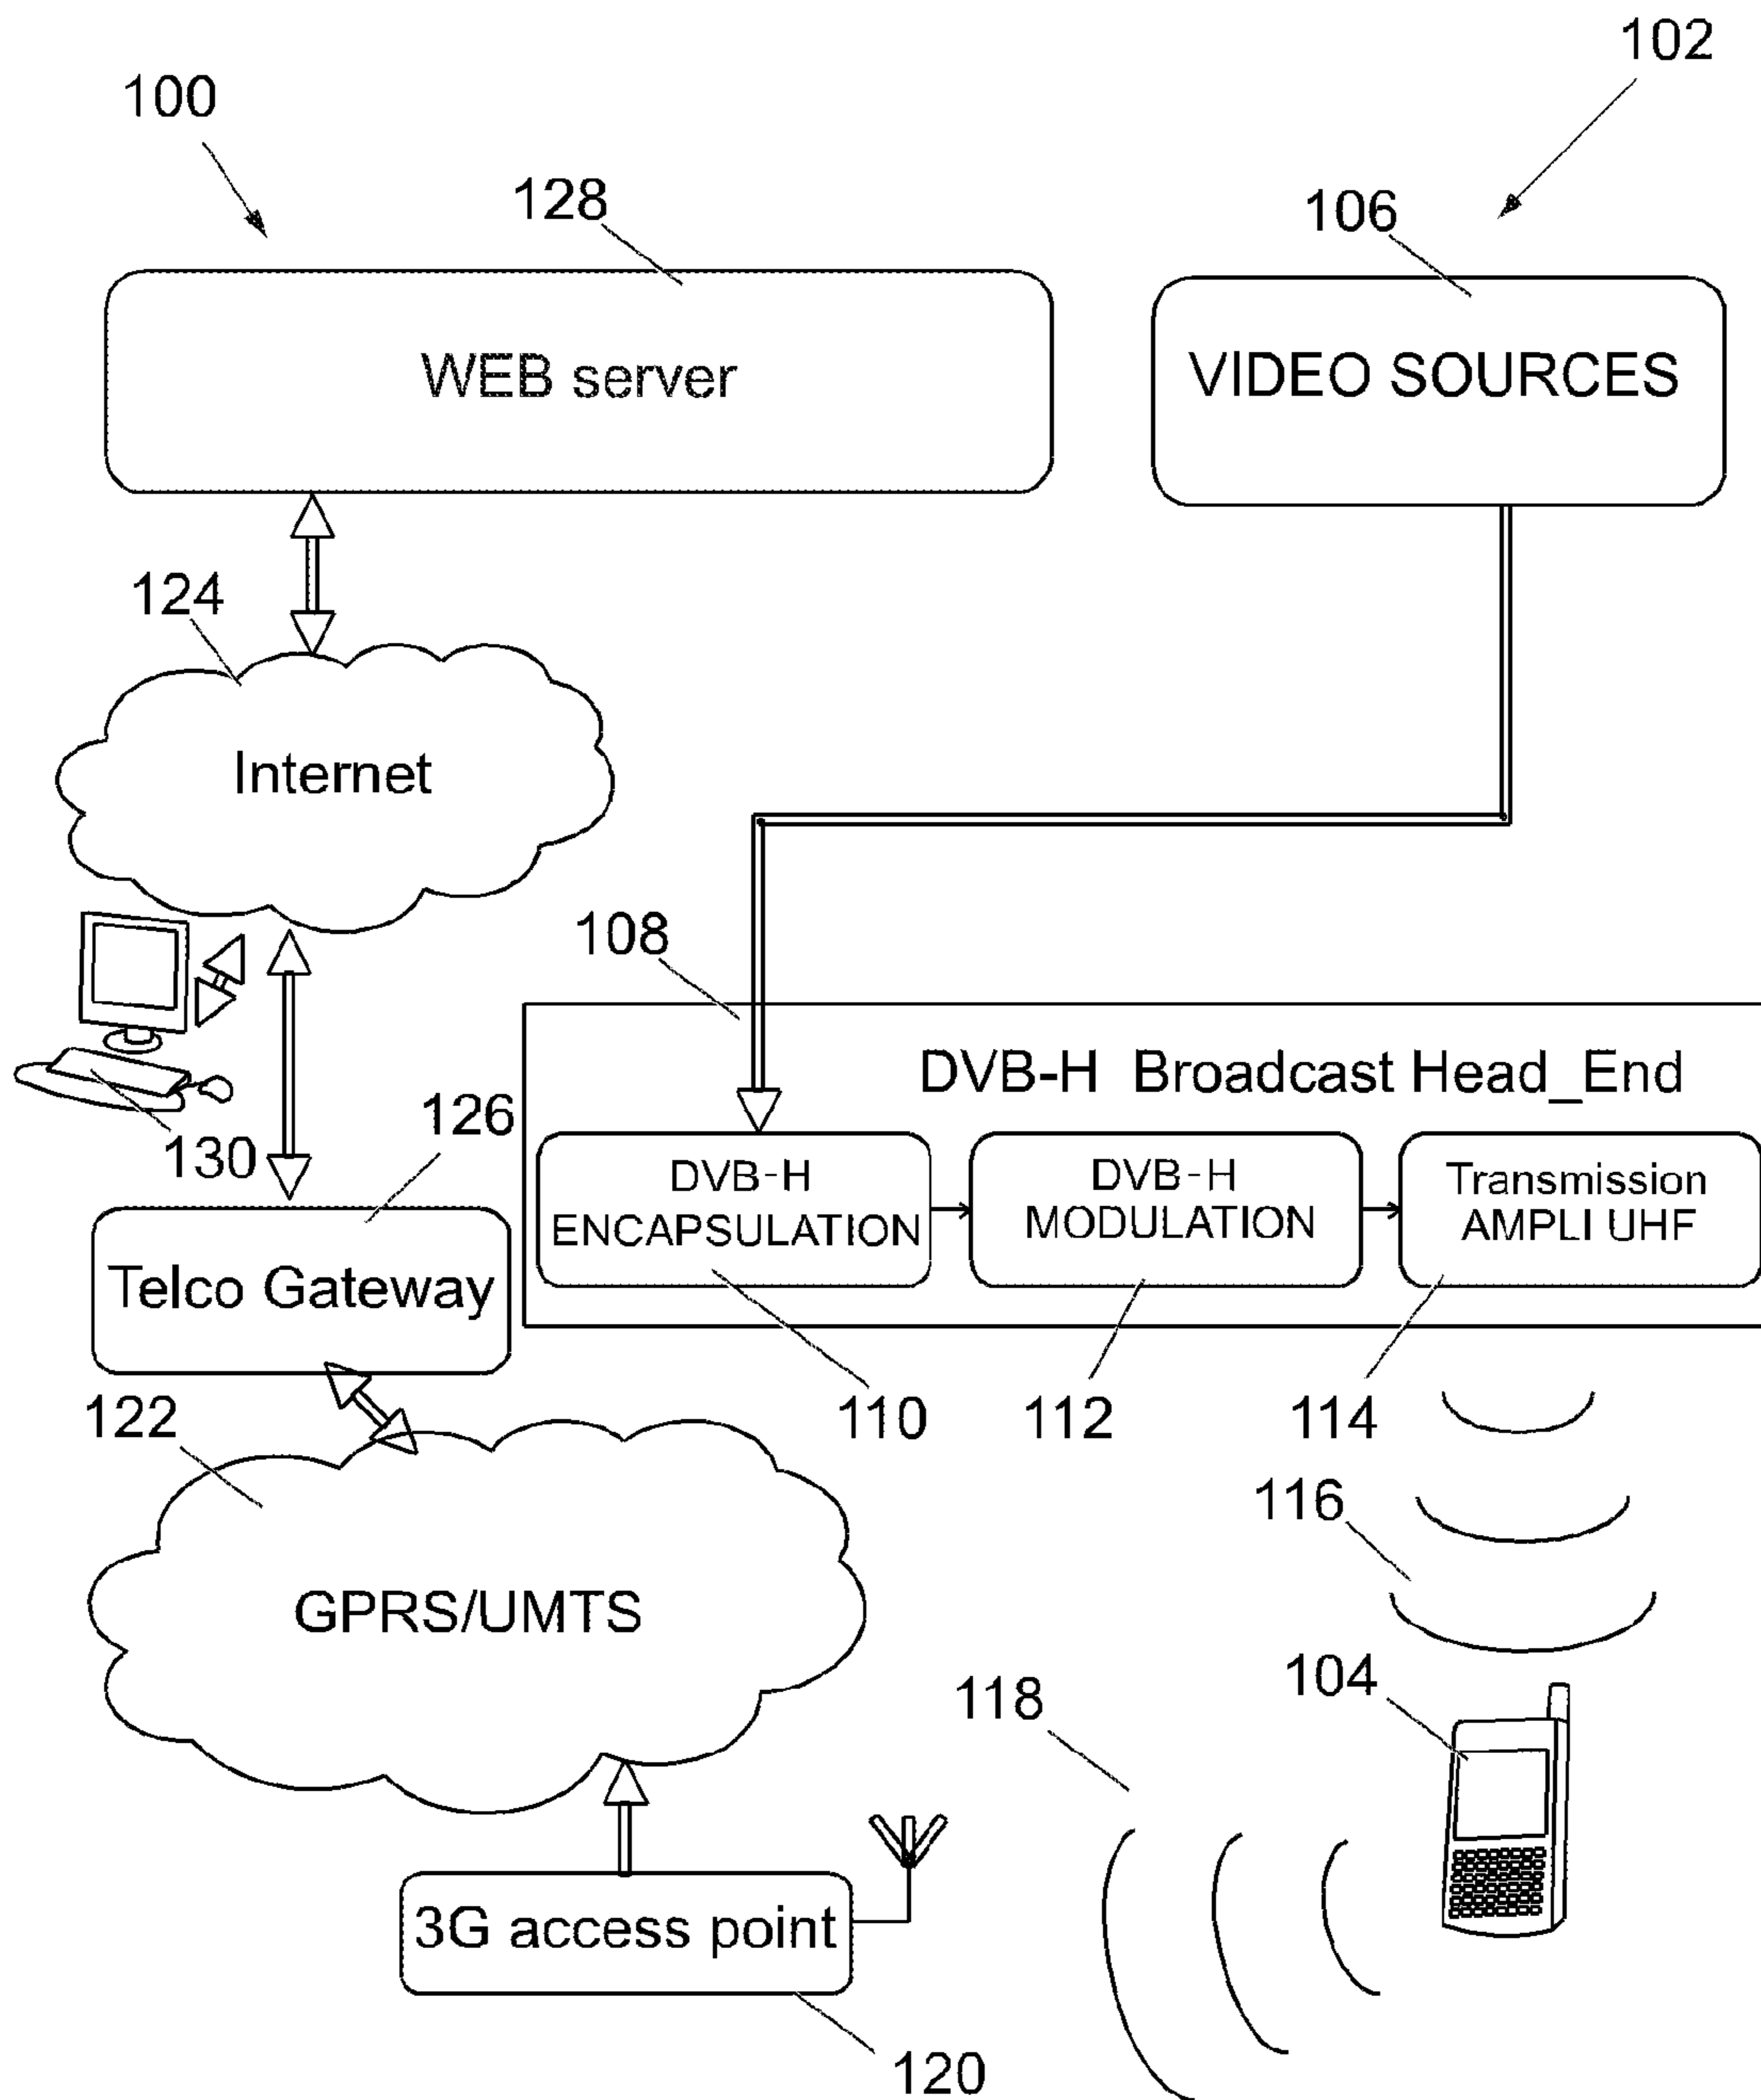 102
100
128
106
WEB server
VIDEO SOURCES
124
Internet
108
DVB-H Broadcast Head_End
126
130
DVB-H
ENCAPSULATION
DVB-H
MODULATION
Transmission
AMPLI UHF
Telco Gateway
122
110
112
114
116
GPRS/UMTS
118
104
3G access point
120